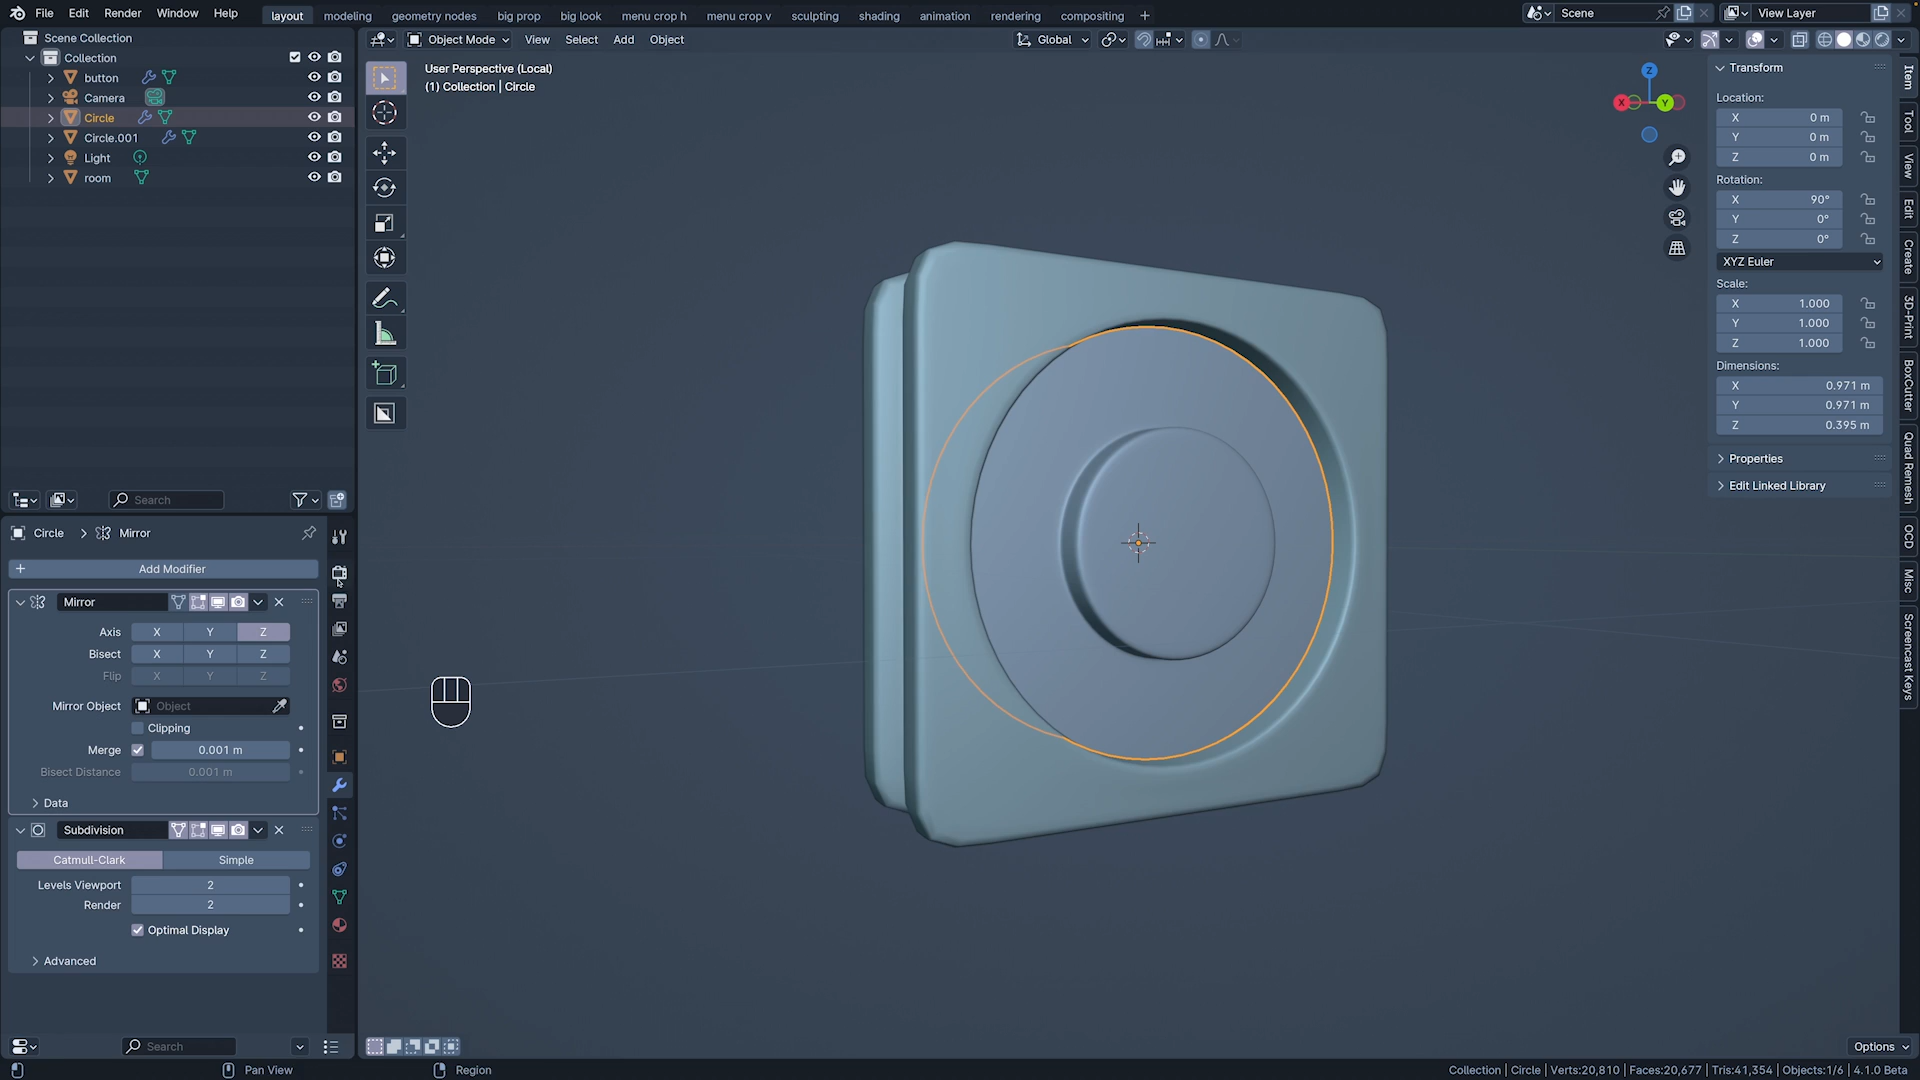 File Edit Render Window Help layout modeling geometry nodes big prop big look menu crop h menu crop v sculpting shading animation rendering compositing + Scene View Layer
Scene Collection
Collection
button
Camera
Circle
Circle.001
Light
room
Object Mode View Select Add Object Global
User Perspective (Local)
(1) Collection | Circle
Z
X
Y
Transform
Location:
X 0 m
Y 0 m
Z 0 m
Rotation:
X 90°
Y 0°
Z 0°
XYZ Euler
Scale:
X 1.000
Y 1.000
Z 1.000
Dimensions:
X 0.971 m
Y 0.971 m
Z 0.395 m
Properties
Edit Linked Library
Item
Tool
View
Edit
Create
3D-Print
BoxCutter
Quad Remesh
OCD
Misc
Screencast Keys
Search
Circle > Mirror
+ Add Modifier
Mirror
Axis X Y Z
Bisect X Y Z
Flip X Y Z
Mirror Object Object
Clipping
Merge 0.001 m
Bisect Distance 0.001 m
Data
Subdivision
Catmull-Clark Simple
Levels Viewport 2
Render 2
Optimal Display
Advanced
Search
Options
Pan View Region Collection | Circle | Verts:20,810 | Faces:20,677 | Tris:41,354 | Objects:1/6 | 4.1.0 Beta